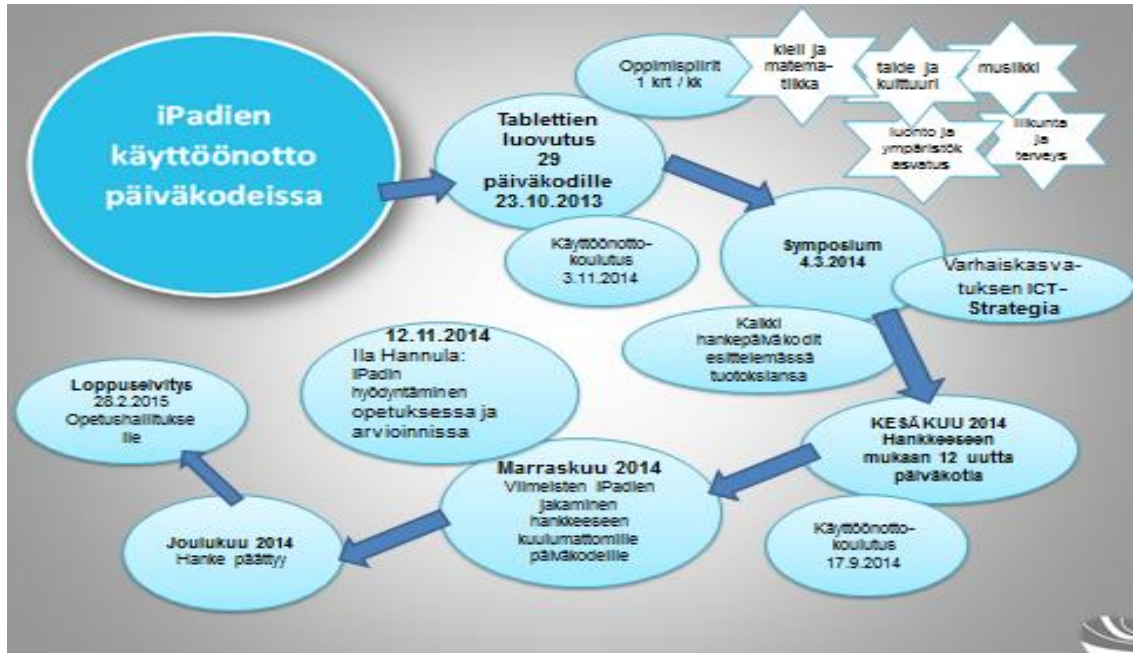 iPadien
käyttöönotto
päiväkodeissa
Tablettien
luovutus
29
päiväkodille
23.10.2013
Oppimispiirit
1 krt / kk
kieli ja
matema-
tiikka
taide ja
kulttuuri
musiikki
luonto ja
ympäristök
asvatus
liikunta
ja
terveys
Käyttöönotto-
koulutus
3.11.2014
Symposium
4.3.2014
Varhaiskasva-
tuksen ICT-
Strategia
Kaikki
hankepäiväkodit
esittelemässä
tuotoksiansa
KESÄKUU 2014
Hankkeeseen
mukaan 12 uutta
päiväkotia
Käyttöönotto-
koulutus
17.9.2014
12.11.2014
Ila Hannula:
iPadin
hyödyntäminen
opetuksessa ja
arvioinnissa
Marraskuu 2014
Viimeisten iPadien
jakaminen
hankkeeseen
kuulumattomille
päiväkodeille
Joulukuu 2014
Hanke päättyy
Loppuselvitys
28.2.2015
Opetushallitukse
lle